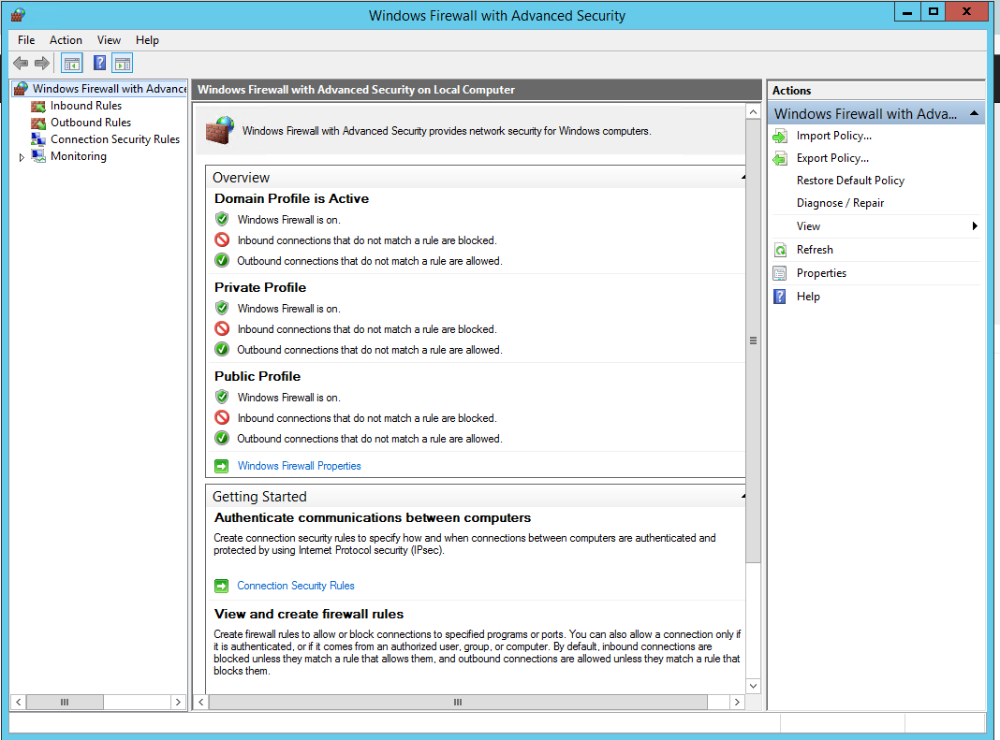 Windows Firewall with Advanced Security
File Action View Help
Windows Firewall with Advance
Inbound Rules
Outbound Rules
Connection Security Rules
Monitoring
Windows Firewall with Advanced Security on Local Computer
Windows Firewall with Advanced Security provides network security for Windows computers.
Overview
Domain Profile is Active
Windows Firewall is on.
Inbound connections that do not match a rule are blocked.
Outbound connections that do not match a rule are allowed.
Private Profile
Windows Firewall is on.
Inbound connections that do not match a rule are blocked.
Outbound connections that do not match a rule are allowed.
Public Profile
Windows Firewall is on.
Inbound connections that do not match a rule are blocked.
Outbound connections that do not match a rule are allowed.
Windows Firewall Properties
Getting Started
Authenticate communications between computers
Create connection security rules to specify how and when connections between computers are authenticated and
protected by using Internet Protocol security (IPsec).
Connection Security Rules
View and create firewall rules
Create firewall rules to allow or block connections to specified programs or ports. You can also allow a connection only if
it is authenticated, or if it comes from an authorized user, group, or computer. By default, inbound connections are
blocked unless they match a rule that allows them, and outbound connections are allowed unless they match a rule that
blocks them.
Actions
Windows Firewall with Adva...
Import Policy...
Export Policy...
Restore Default Policy
Diagnose / Repair
View
Refresh
Properties
Help